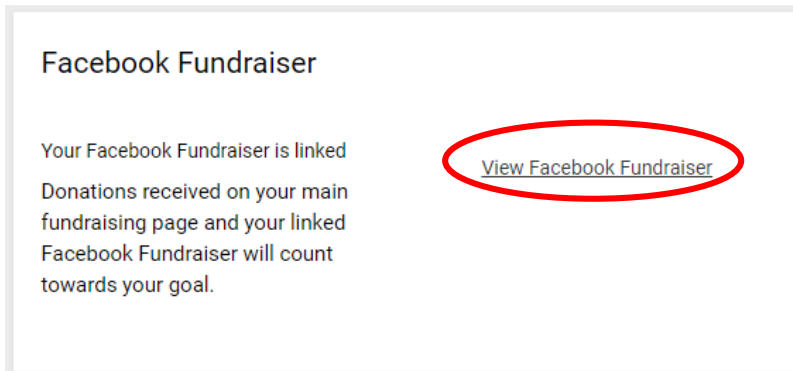 Facebook Fundraiser
Your Facebook Fundraiser is linked
View Facebook Fundraiser
Donations received on your main
fundraising page and your linked
Facebook Fundraiser will count
towards your goal.